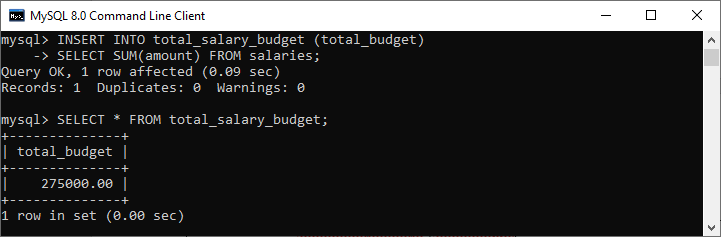 MySQL 8.0 Command Line Client
mysql> INSERT INTO total_salary_budget (total_budget)
    -> SELECT SUM(amount) FROM salaries;
Query OK, 1 row affected (0.09 sec)
Records: 1  Duplicates: 0  Warnings: 0

mysql> SELECT * FROM total_salary_budget;
+--------------+
| total_budget |
+--------------+
|    275000.00 |
+--------------+
1 row in set (0.00 sec)